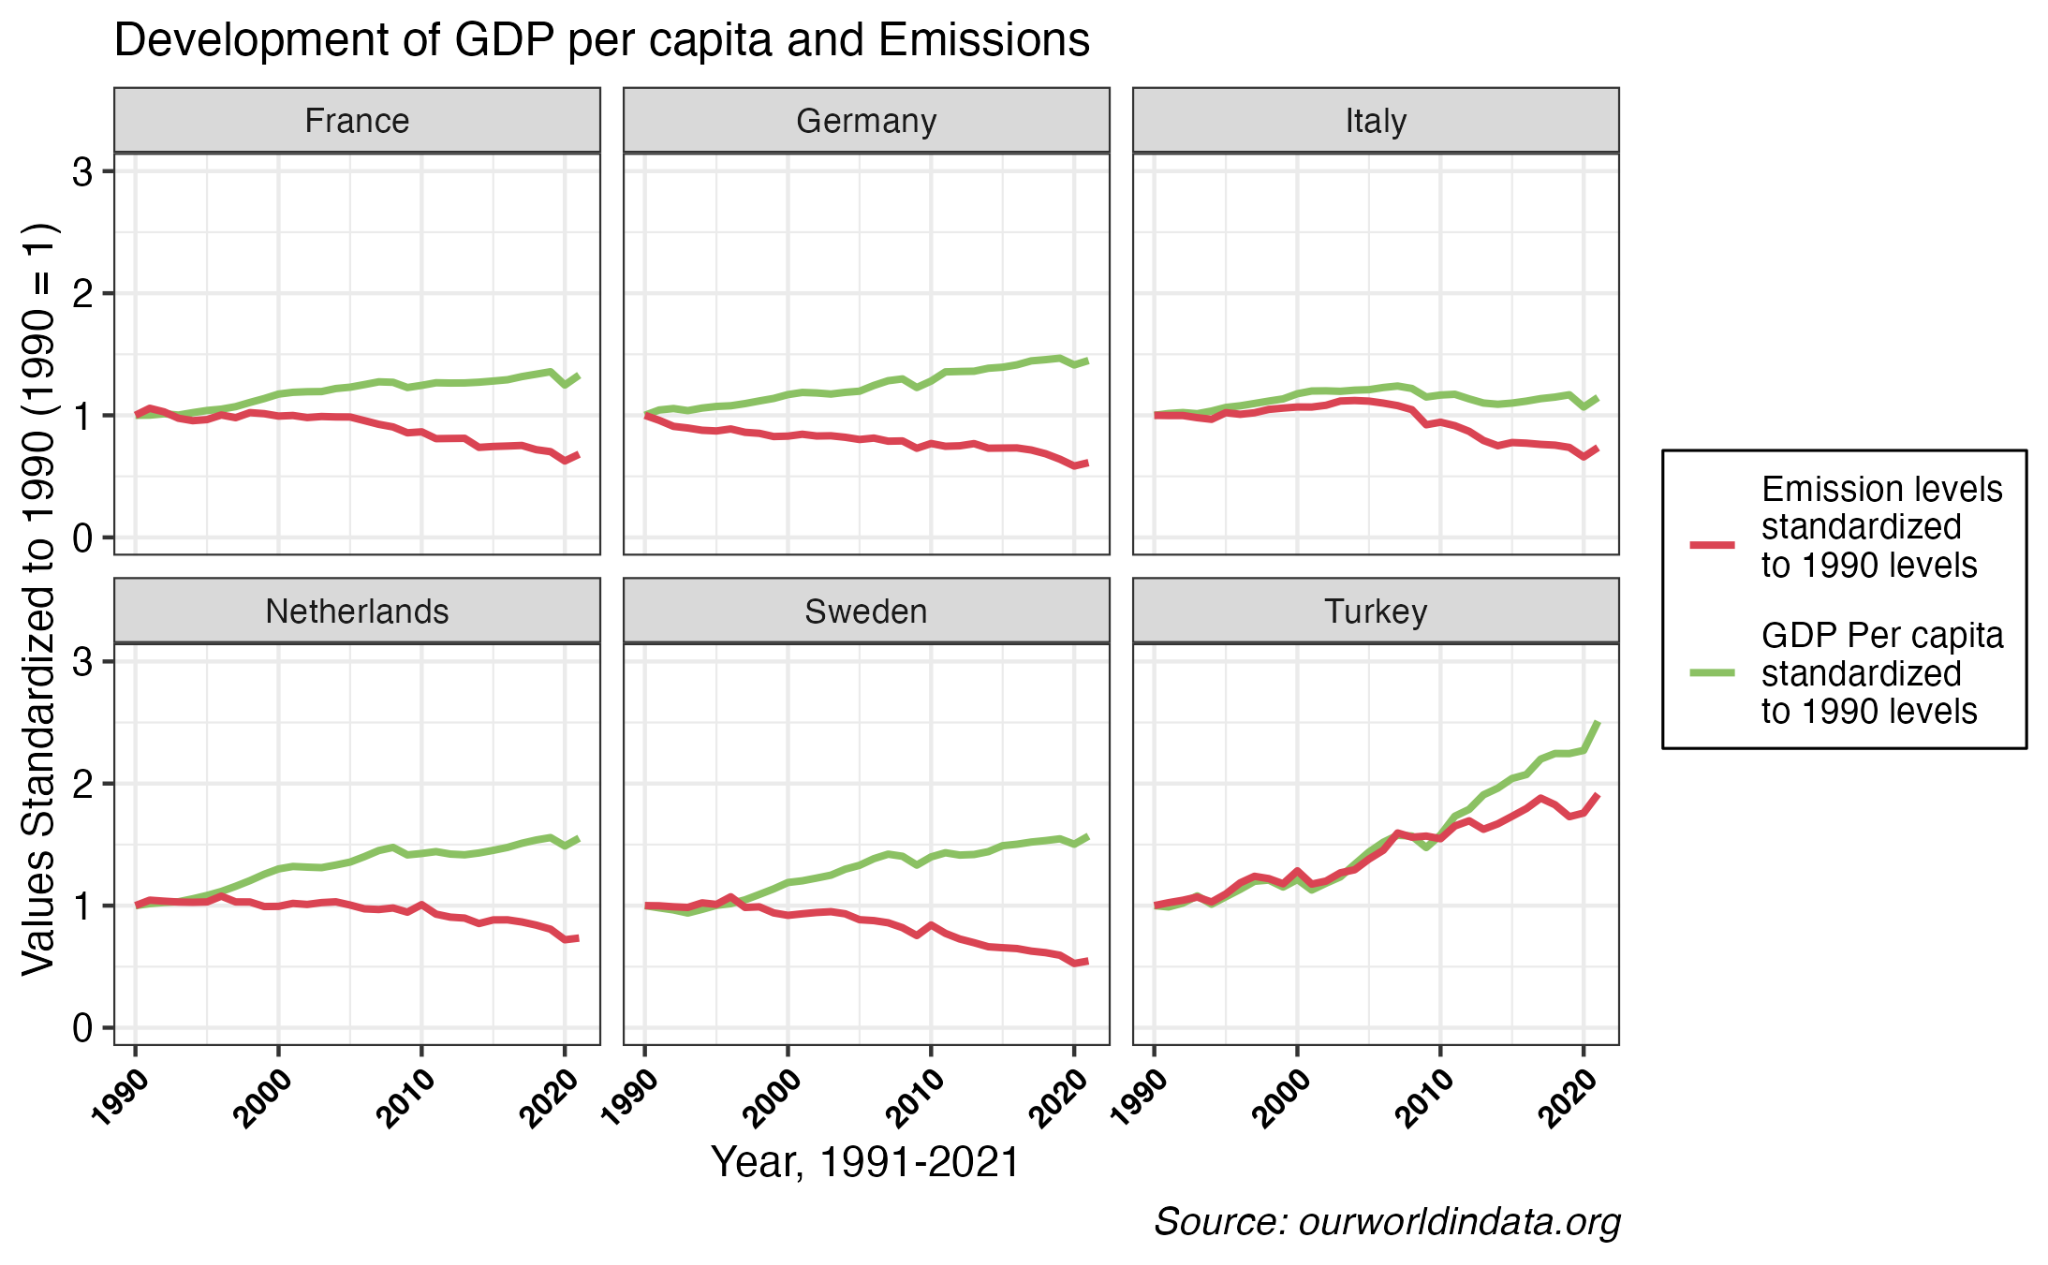 Development of GDP per capita and Emissions
France
Germany
Italy
3
2
1
0
Values Standardized to 1990 (1990 = 1)
Netherlands
Sweden
Turkey
3
2
1
0
1990 2000 2010 2020 1990 2000 2010 2020 1990 2000 2010 2020
Year, 1991-2021
Emission levels
standardized
to 1990 levels
GDP Per capita
standardized
to 1990 levels
Source: ourworldindata.org